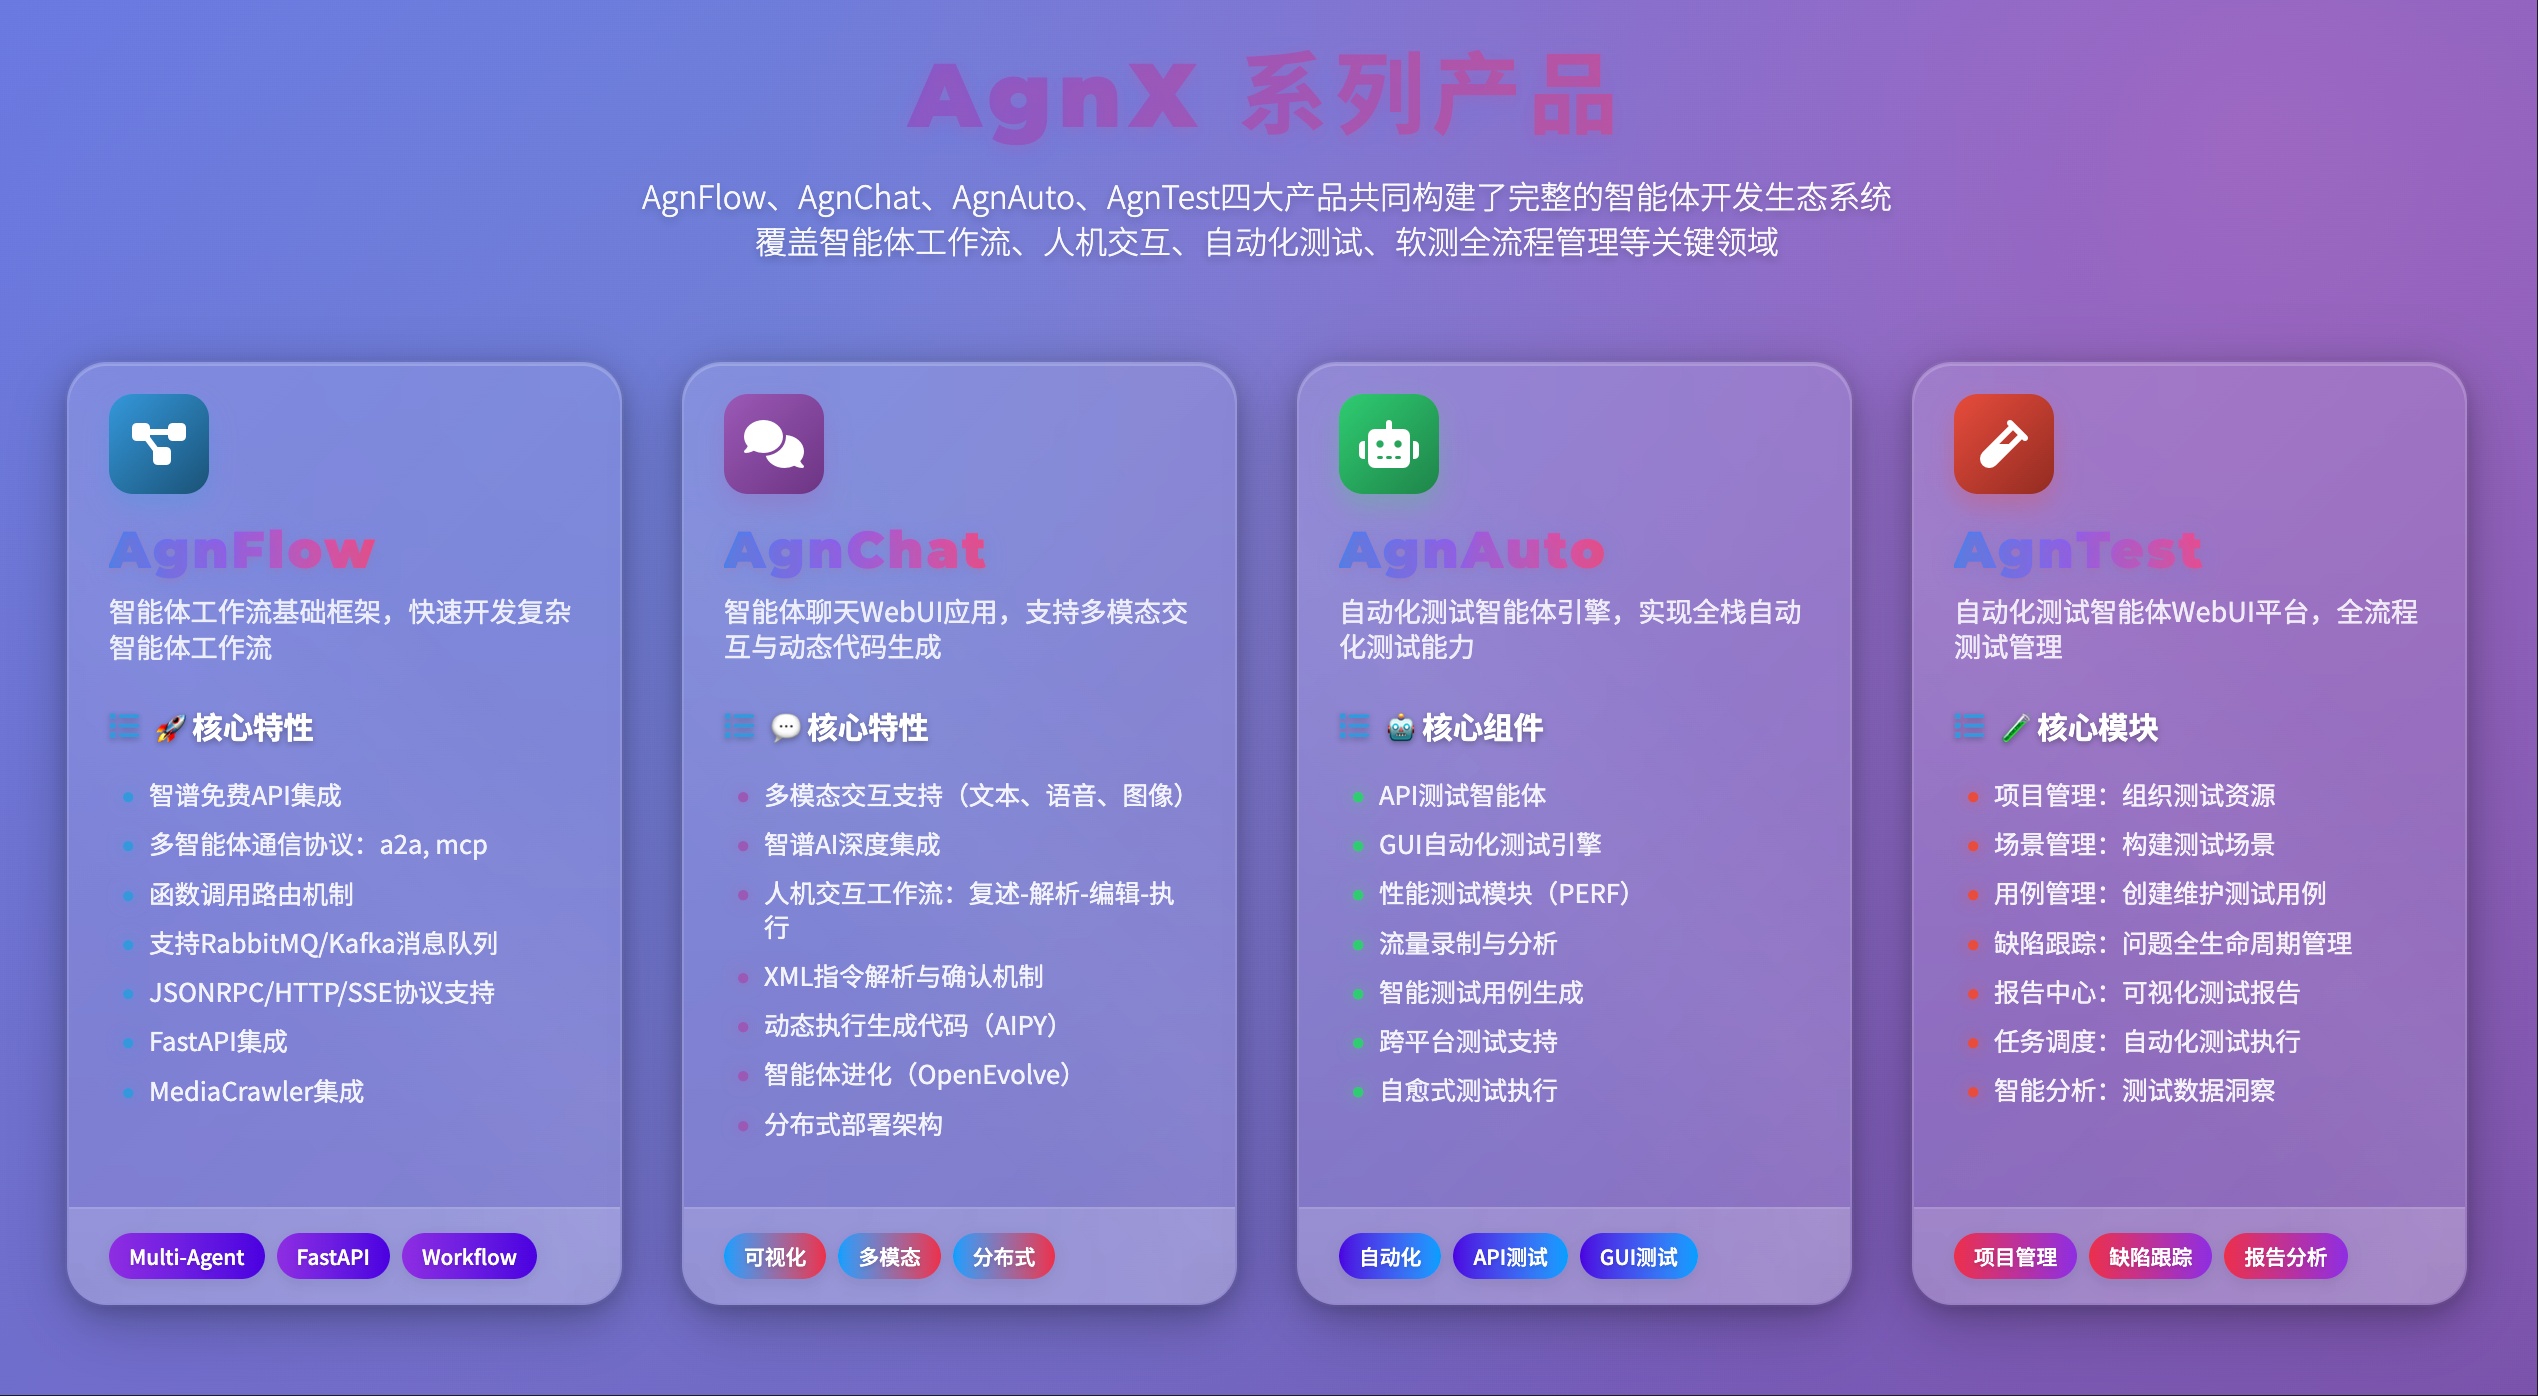 AgnX 系列产品
AgnFlow、AgnChat、AgnAuto、AgnTest四大产品共同构建了完整的智能体开发生态系统
覆盖智能体工作流、人机交互、自动化测试、软测全流程管理等关键领域
AgnFlow
智能体工作流基础框架，快速开发复杂
智能体工作流
🚀 核心特性
智谱免费API集成
多智能体通信协议：a2a, mcp
函数调用路由机制
支持RabbitMQ/Kafka消息队列
JSONRPC/HTTP/SSE协议支持
FastAPI集成
MediaCrawler集成
Multi-Agent
FastAPI
Workflow
AgnChat
智能体聊天WebUI应用，支持多模态交
互与动态代码生成
💬 核心特性
多模态交互支持（文本、语音、图像）
智谱AI深度集成
人机交互工作流：复述-解析-编辑-执
行
XML指令解析与确认机制
动态执行生成代码（AIPY）
智能体进化（OpenEvolve）
分布式部署架构
可视化
多模态
分布式
AgnAuto
自动化测试智能体引擎，实现全栈自动
化测试能力
🤖 核心组件
API测试智能体
GUI自动化测试引擎
性能测试模块（PERF）
流量录制与分析
智能测试用例生成
跨平台测试支持
自愈式测试执行
自动化
API测试
GUI测试
AgnTest
自动化测试智能体WebUI平台，全流程
测试管理
🧪 核心模块
项目管理：组织测试资源
场景管理：构建测试场景
用例管理：创建维护测试用例
缺陷跟踪：问题全生命周期管理
报告中心：可视化测试报告
任务调度：自动化测试执行
智能分析：测试数据洞察
项目管理
缺陷跟踪
报告分析